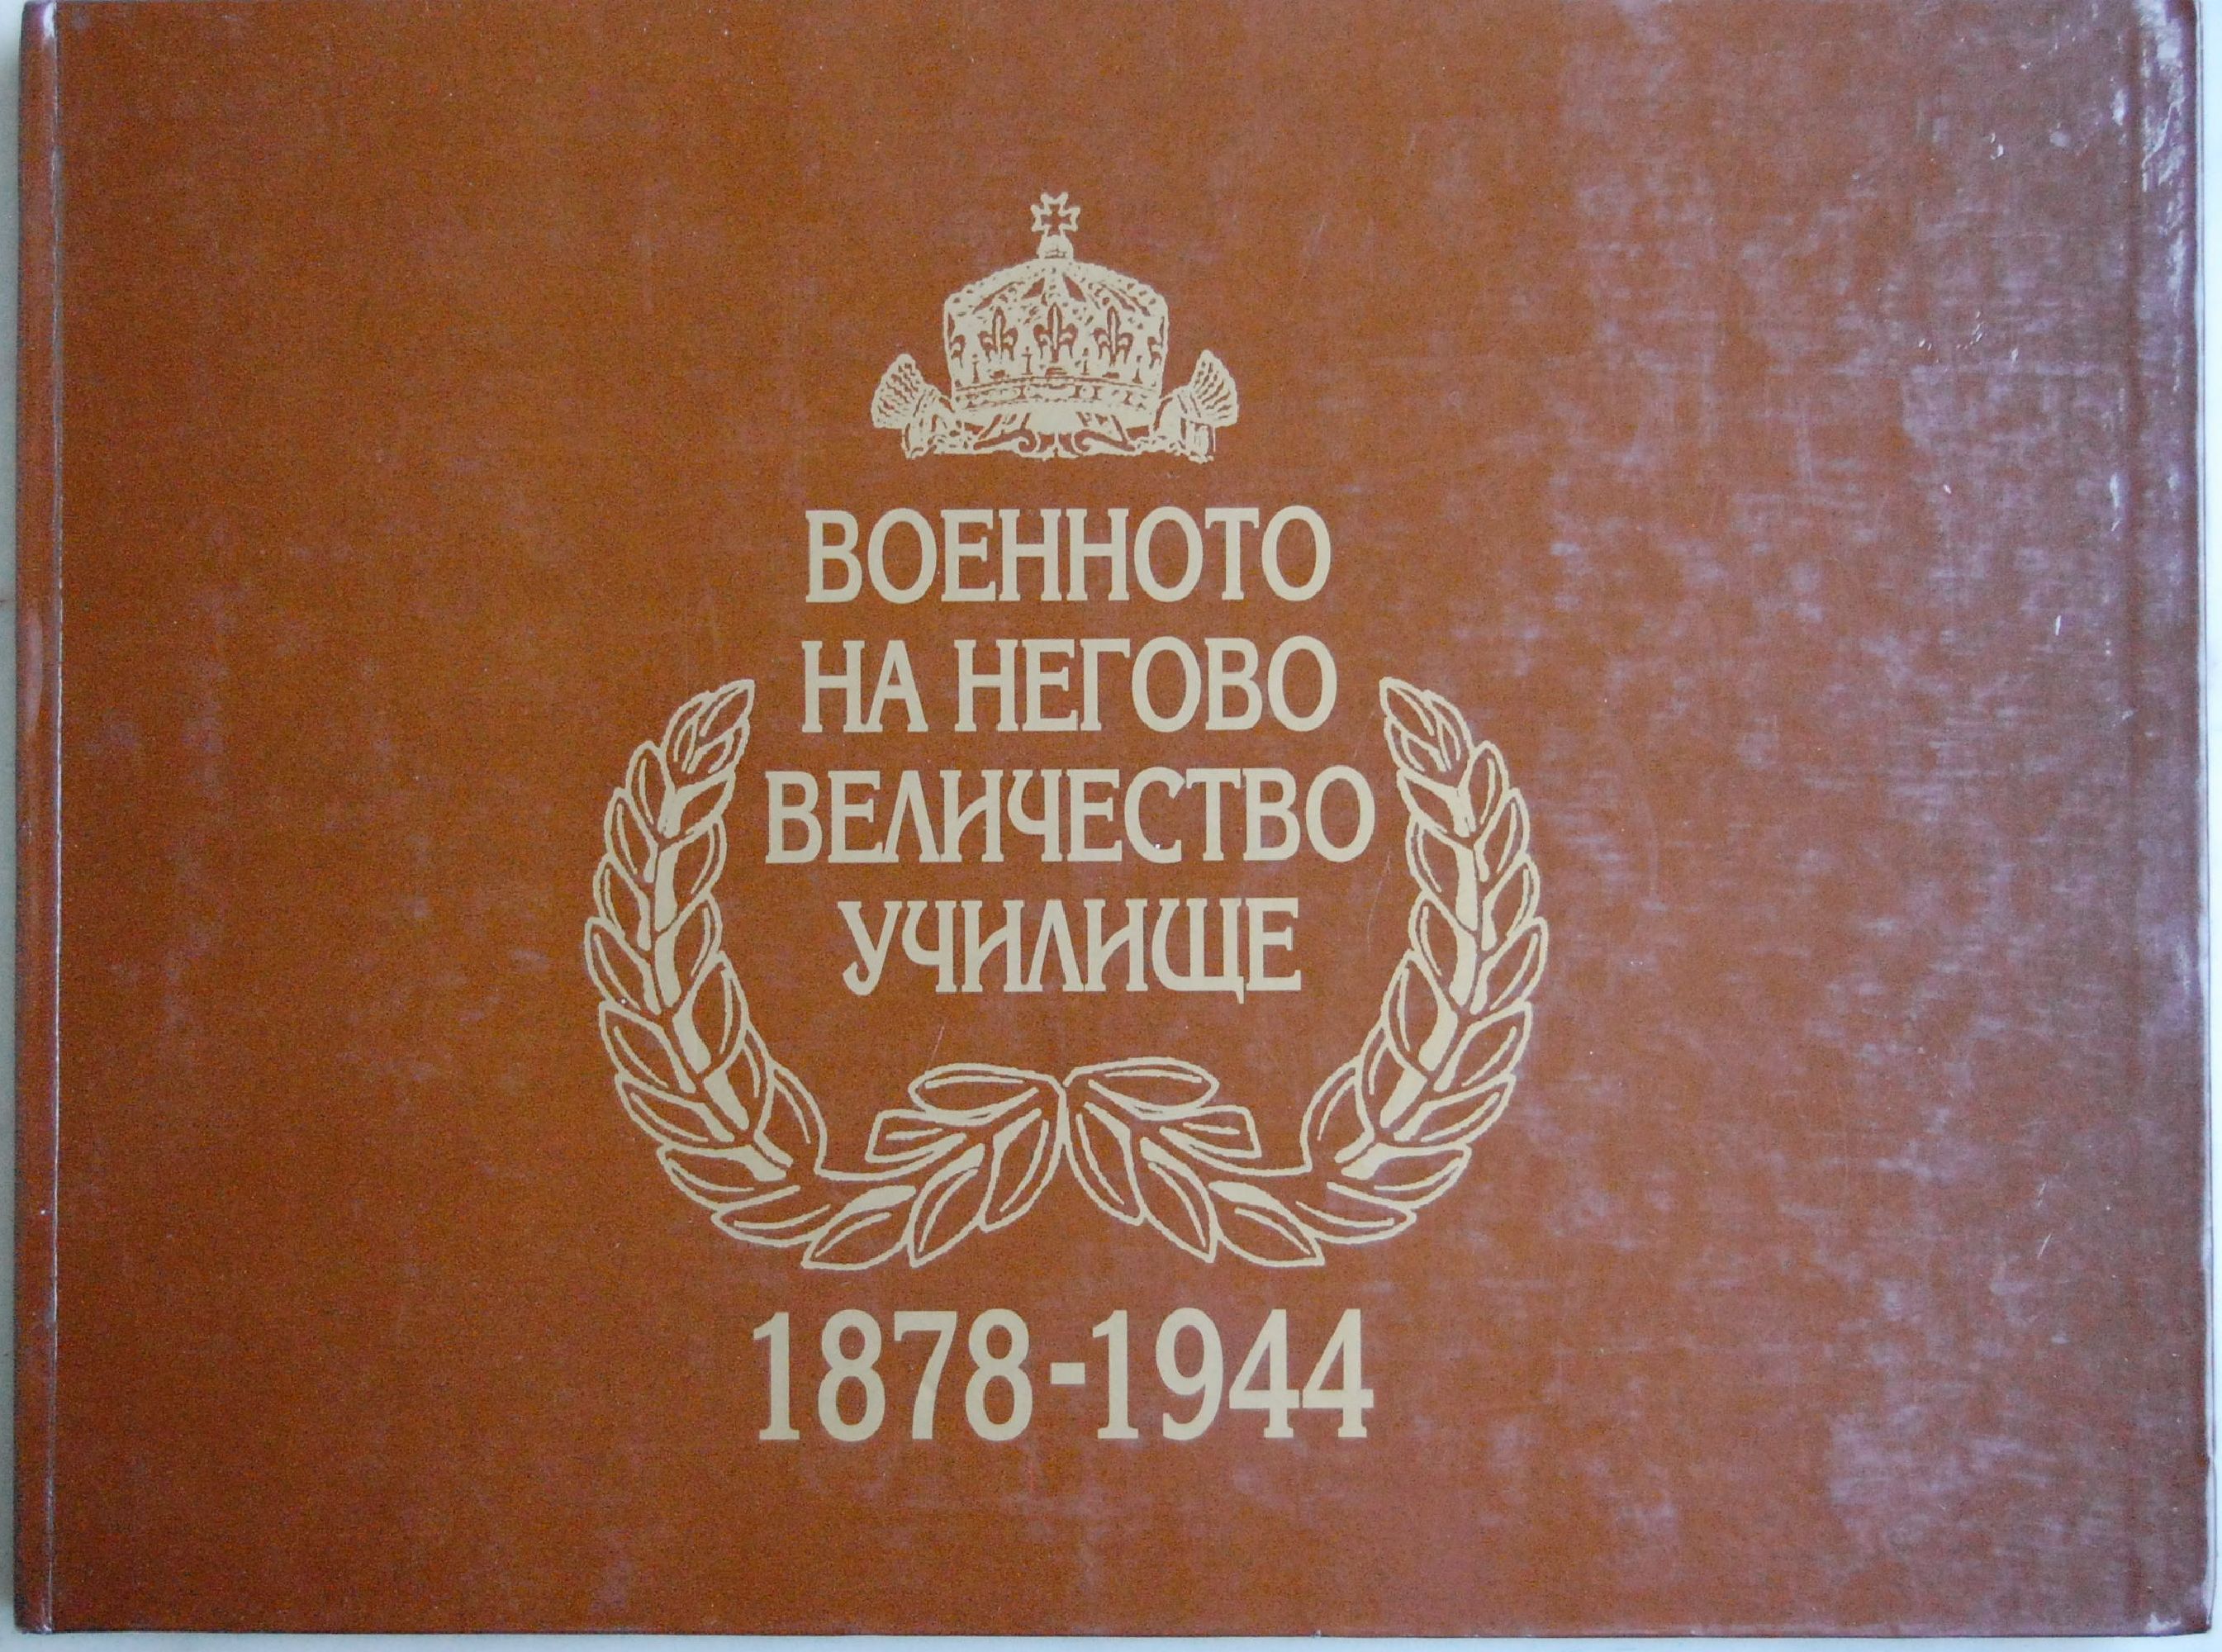 ВОЕННОТО
НА НЕГОВО
ВЕЛИЧЕСТВО
УЧИЛИЩЕ
1878-1944